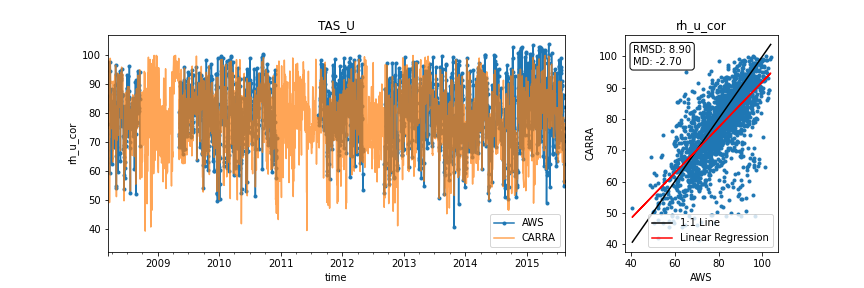 TAS_U
rh_u_cor
100
90
80
70
60
50
40
rh_u_cor
2009
2010
2011
2012
2013
2014
2015
time
AWS
CARRA
rh_u_cor
RMSD: 8.90
MD: -2.70
100
90
80
70
60
50
40
CARRA
40
60
80
100
AWS
1:1 Line
Linear Regression